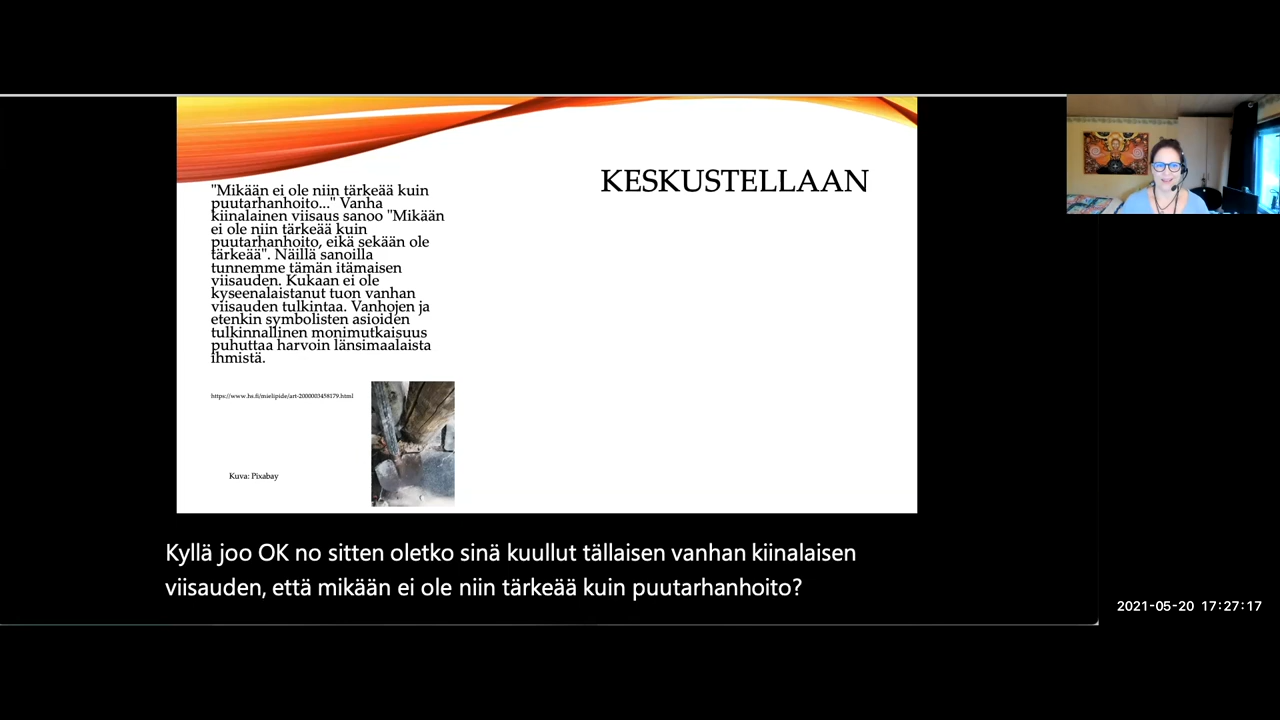 KESKUSTELLAAN
"Mikään ei ole niin tärkeää kuin
puutarhanhoito..." Vanha
kiinalainen viisaus sanoo "Mikään
ei ole niin tärkeää kuin
puutarhanhoito, eikä sekään ole
tärkeää". Näillä sanoilla
tunnemme tämän itämaisen
viisauden. Kukaan ei ole
kyseenalaistanut tuon vanhan
viisauden tulkintaa. Vanhojen ja
etenkin symbolisten asioiden
tulkinnallinen monimutkaisuus
puhuttaa harvoin länsimaalaista
ihmistä.
https://www.hs.fi/mielipide/art-2000003458179.html
Kuva: Pixabay
Kyllä joo OK no sitten oletko sinä kuullut tällaisen vanhan kiinalaisen
viisauden, että mikään ei ole niin tärkeää kuin puutarhanhoito?
2021-05-20 17:27:17